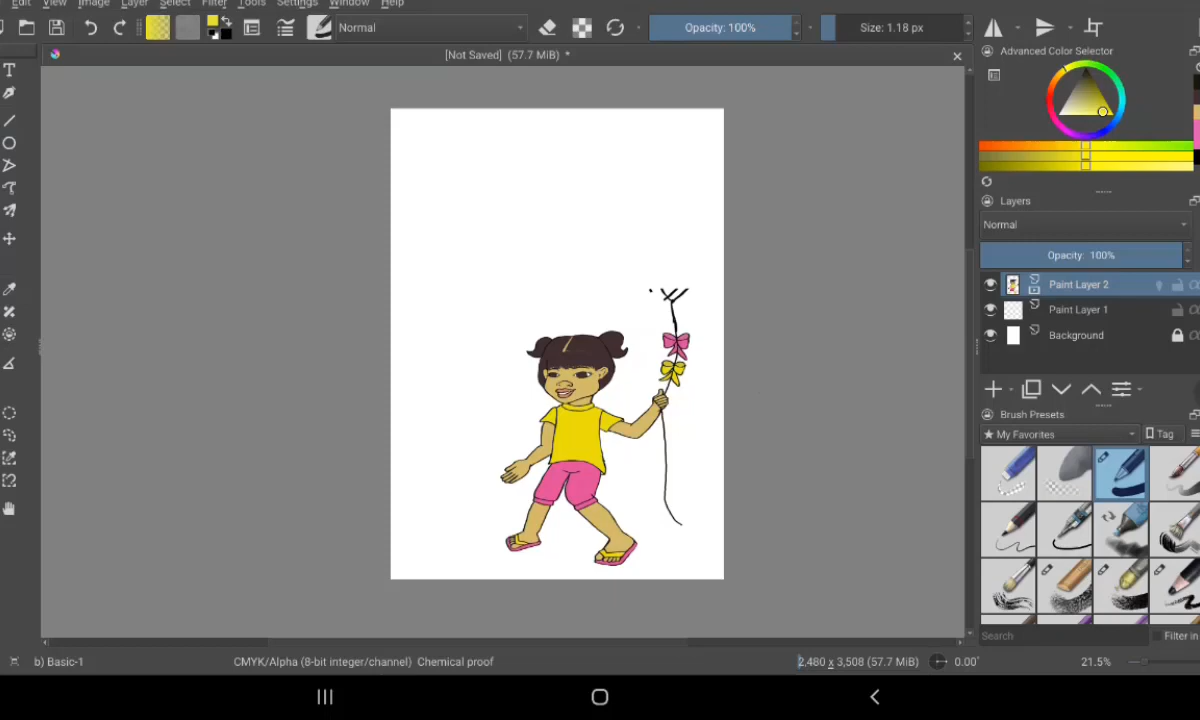 Edit View Image Layer Select Filter Tools Settings Window Help
Normal
Opacity: 100%
Size: 1.18 px
[Not Saved] (57.7 MiB) *
Advanced Color Selector
Layers
Normal
Opacity: 100%
Paint Layer 2
Paint Layer 1
Background
Brush Presets
★ My Favorites
Tag
Search
Filter in
b) Basic-1
CMYK/Alpha (8-bit integer/channel) Chemical proof
2,480 x 3,508 (57.7 MiB)
0.00°
21.5%